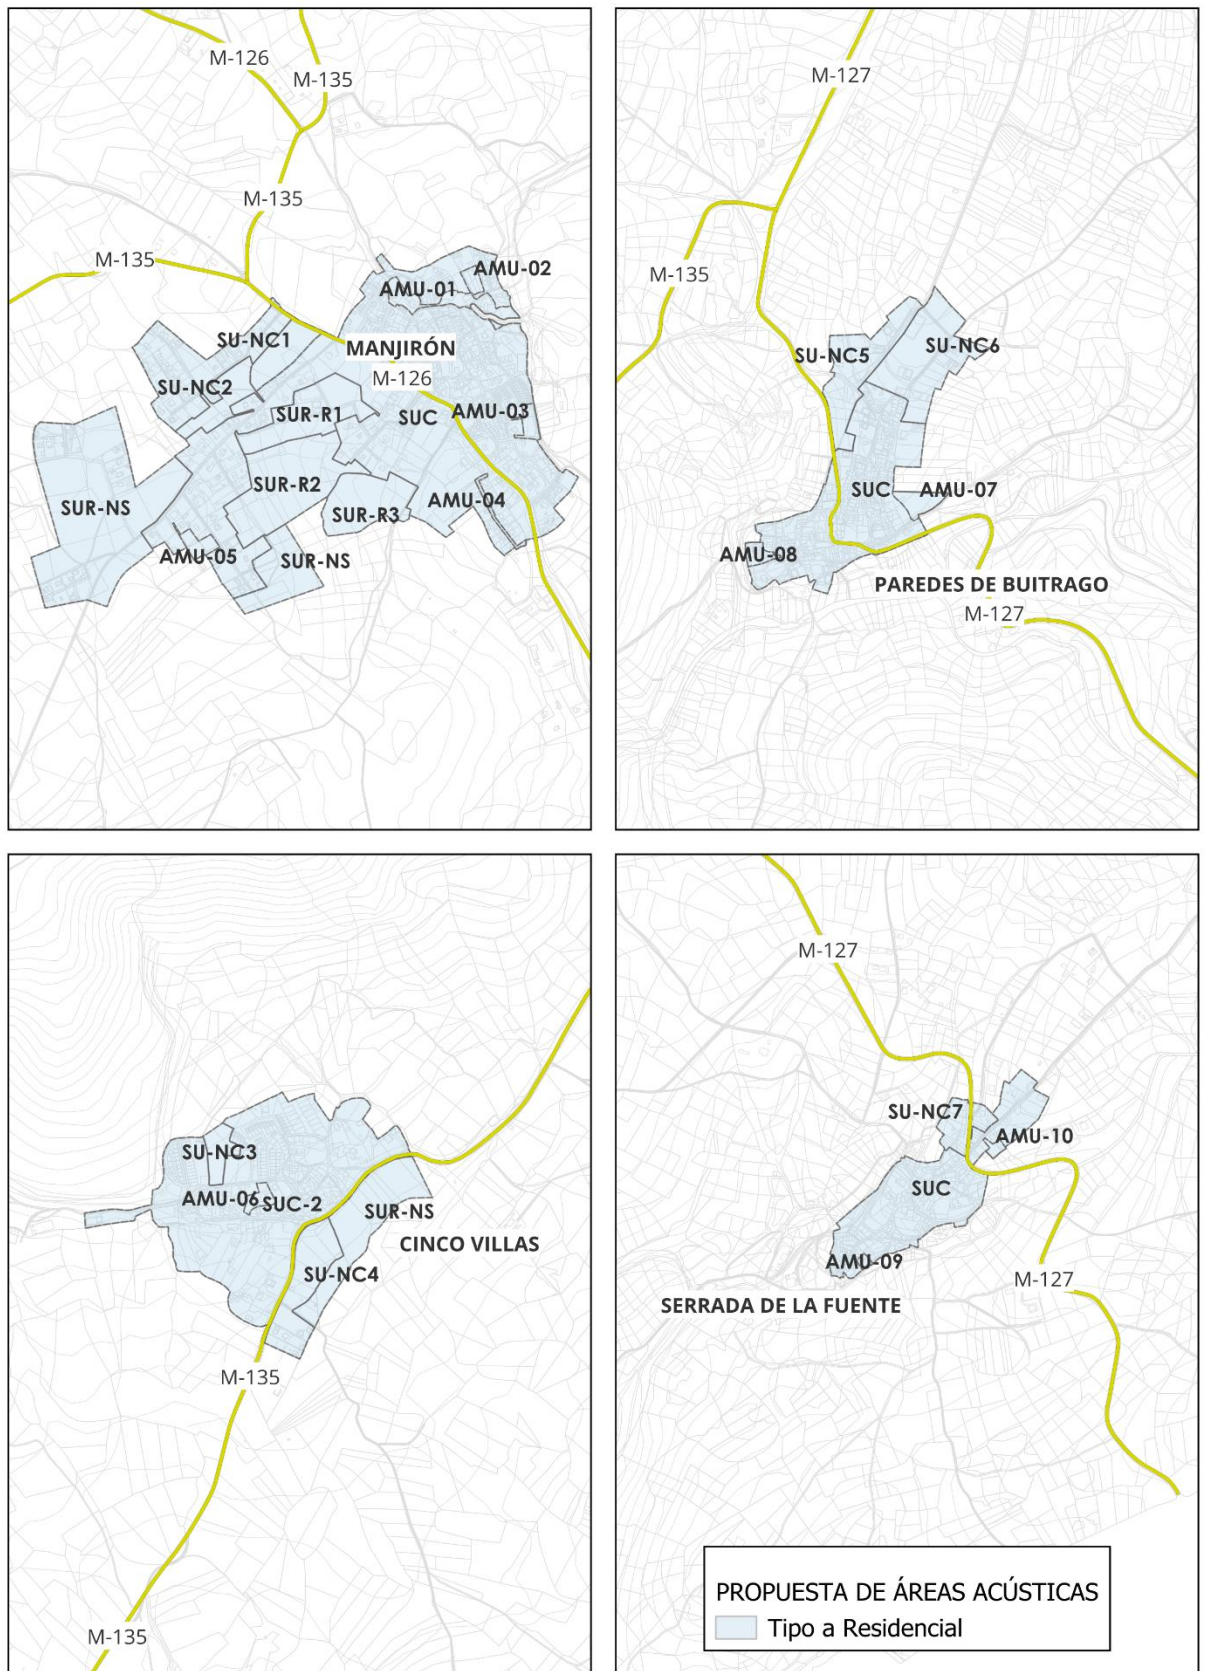 M-126
M-135
M-135
M-135
AMU-02
AMU-01
SU-NC1
MANJIRÓN
M-126
SU-NC2
SUR-R1
SUC
AMU-03
SUR-NS
SUR-R2
AMU-04
SUR-R3
AMU-05
SUR-NS
M-127
M-135
SU-NC5
SU-NC6
SUC
AMU-07
AMU-08
PAREDES DE BUITRAGO
M-127
SU-NC3
AMU-06
SUC-2
SUR-NS
CINCO VILLAS
SU-NC4
M-135
M-135
M-127
SU-NC7
AMU-10
SUC
AMU-09
M-127
SERRADA DE LA FUENTE
PROPUESTA DE ÁREAS ACÚSTICAS
Tipo a Residencial